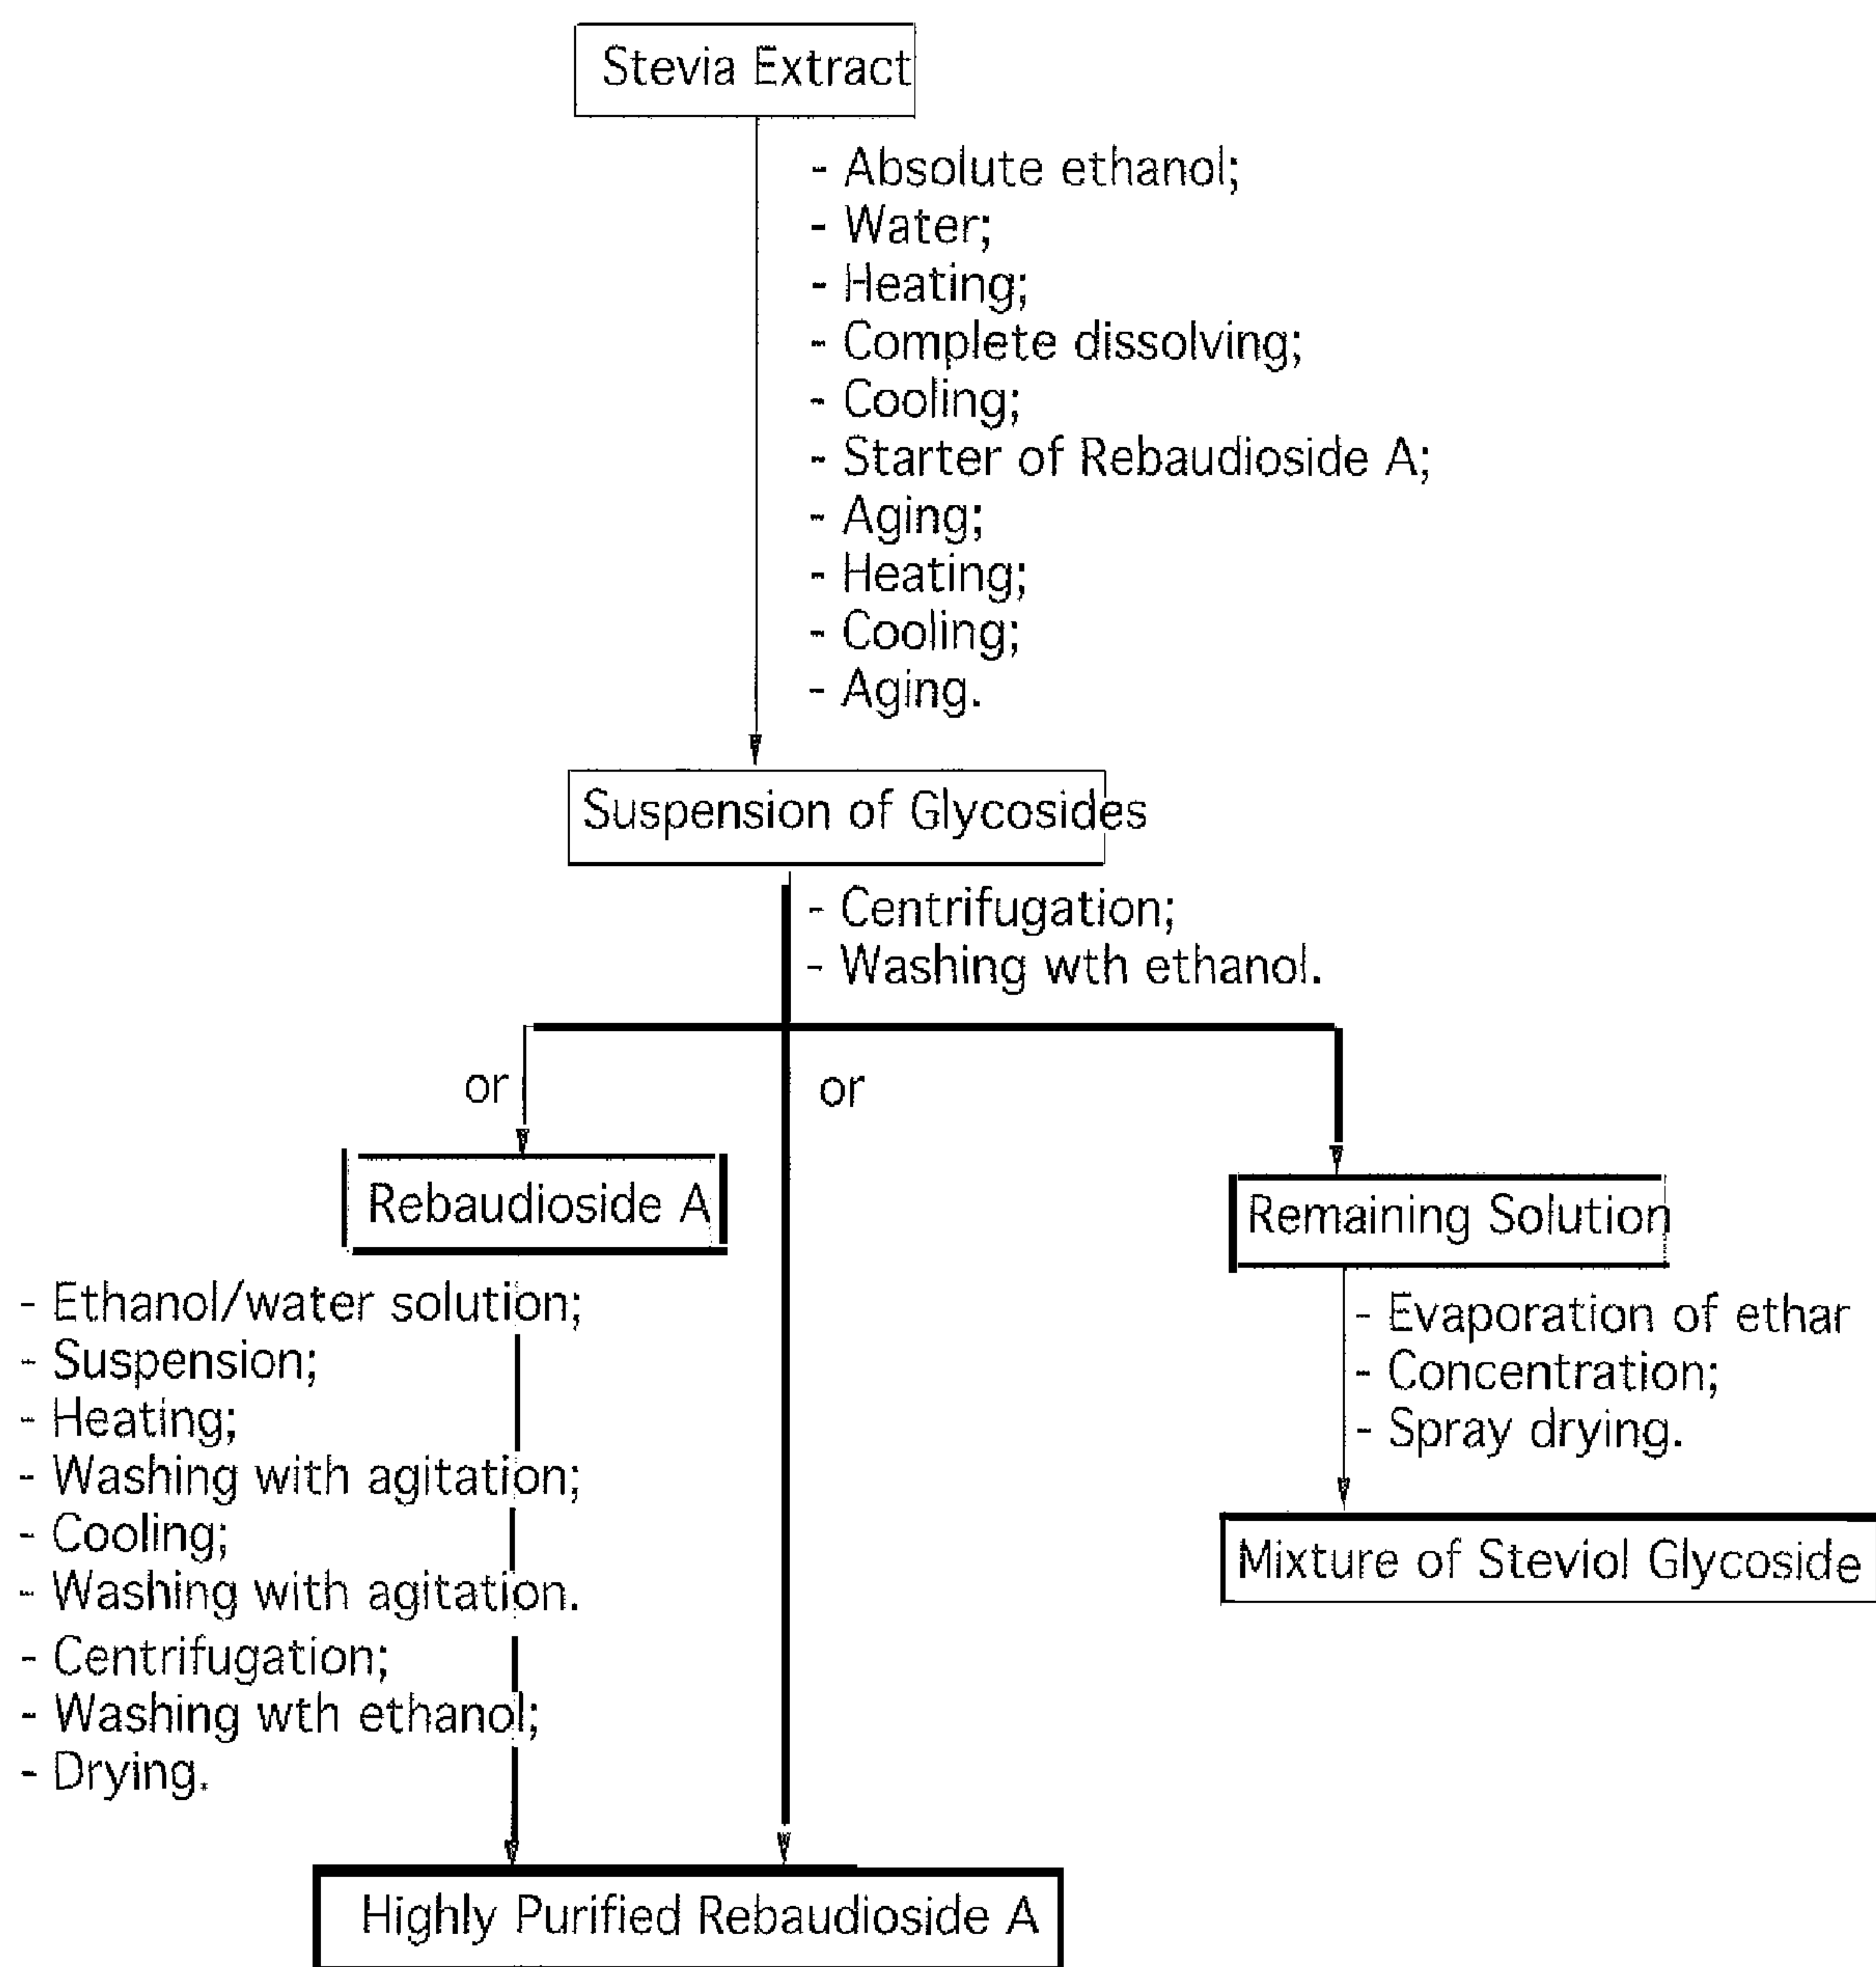 Stevia Extract
- Absolute ethanol;
- Water;
- Heating;
- Complete dissolving;
- Cooling;
- Starter of Rebaudioside A;
- Aging;
- Heating;
- Cooling;
- Aging.
Suspension of Glycosides
- Centrifugation;
- Washing wth ethanol.
or
or
Rebaudioside A
- Ethanol/water solution;
- Suspension;
- Heating;
- Washing with agitation;
- Cooling;
- Washing with agitation.
- Centrifugation;
- Washing wth ethanol;
- Drying.
Remaining Solution
- Evaporation of ethar
- Concentration;
- Spray drying.
Mixture of Steviol Glycoside
Highly Purified Rebaudioside A